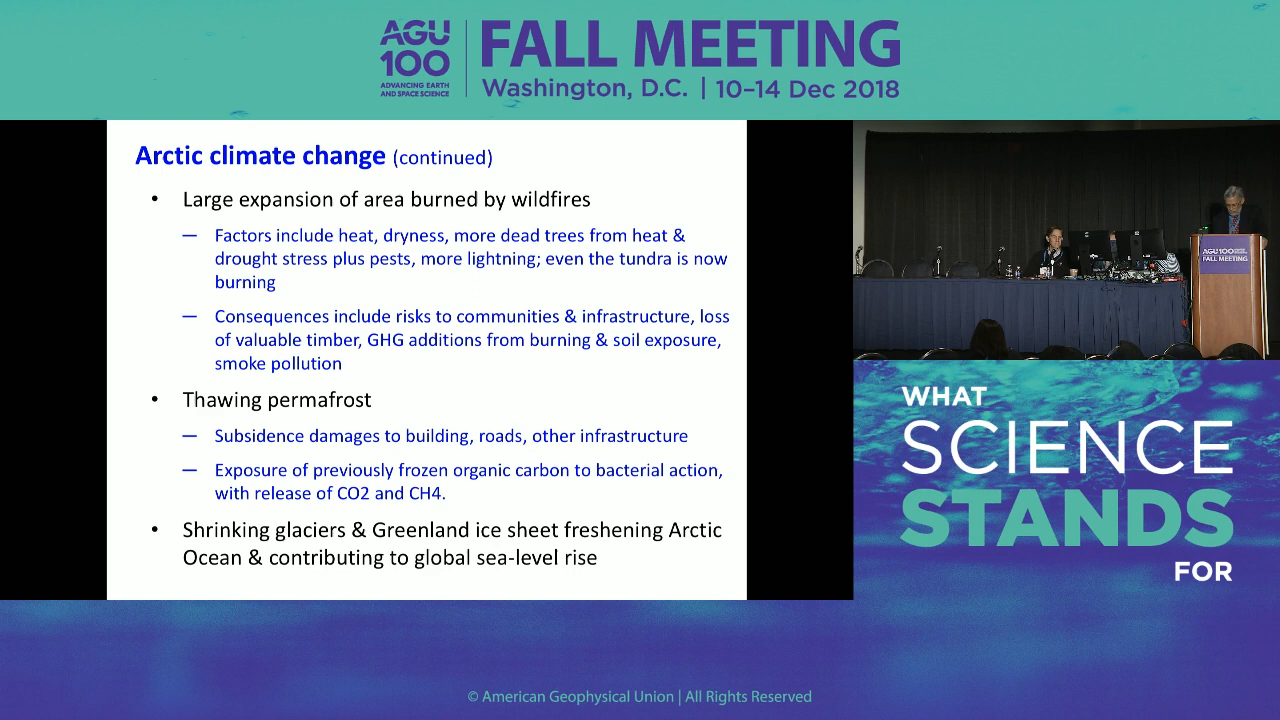 AGU
100
ADVANCING EARTH
AND SPACE SCIENCE
FALL MEETING
Washington, D.C. | 10–14 Dec 2018
Arctic climate change (continued)
• Large expansion of area burned by wildfires
— Factors include heat, dryness, more dead trees from heat &
drought stress plus pests, more lightning; even the tundra is now
burning
— Consequences include risks to communities & infrastructure, loss
of valuable timber, GHG additions from burning & soil exposure,
smoke pollution
• Thawing permafrost
— Subsidence damages to building, roads, other infrastructure
— Exposure of previously frozen organic carbon to bacterial action,
with release of CO2 and CH4.
• Shrinking glaciers & Greenland ice sheet freshening Arctic
Ocean & contributing to global sea-level rise
AGU100
FALL MEETING
WHAT
SCIENCE
STANDS
FOR
© American Geophysical Union | All Rights Reserved